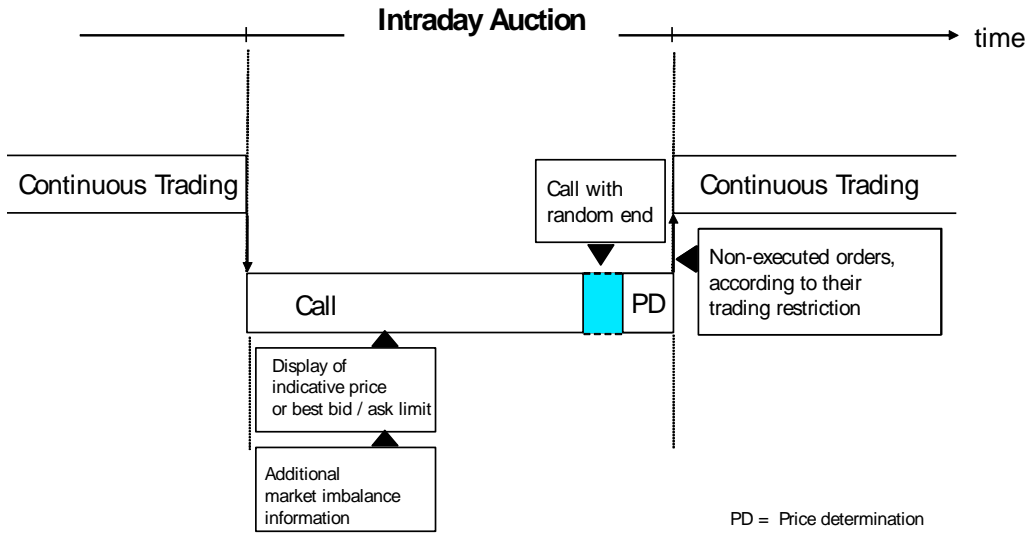 Intraday Auction
time
Continuous Trading
Call with
random end
Continuous Trading
Non-executed orders,
according to their
trading restriction
Call
PD
Display of
indicative price
or best bid / ask limit
Additional
market imbalance
information
PD = Price determination